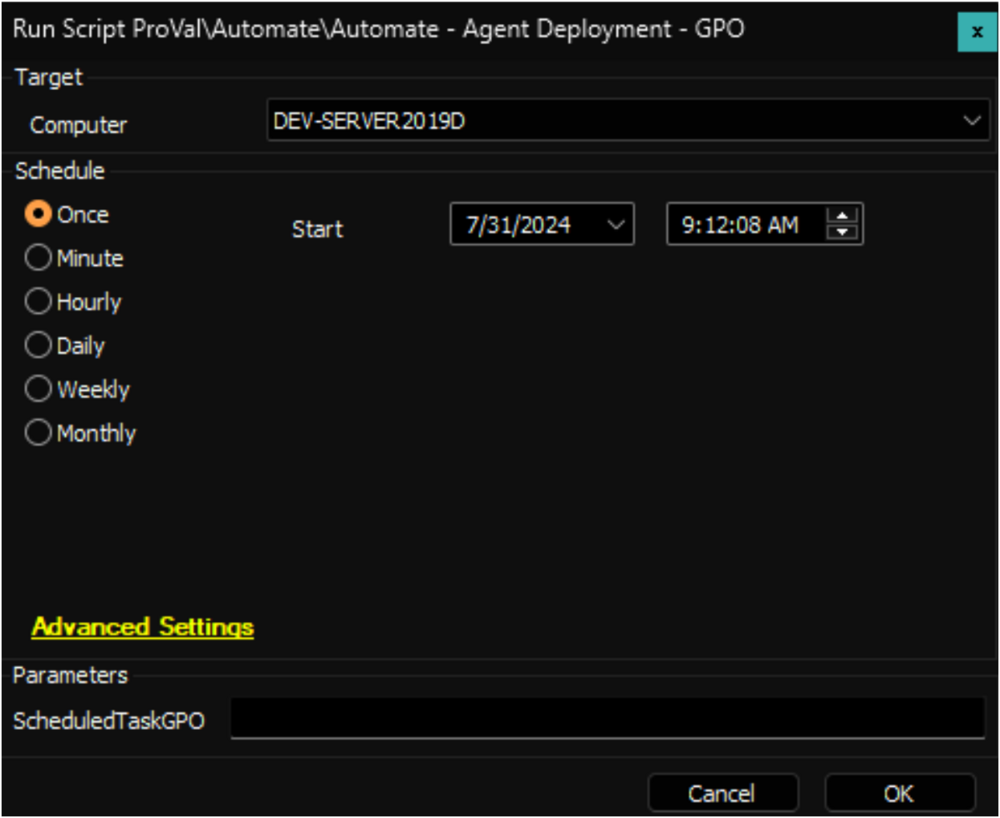 Run Script ProVal\Automate\Automate - Agent Deployment - GPO x
Target
Computer DEV-SERVER2019D
Schedule
Once
Start 7/31/2024 9:12:08 AM
Minute
Hourly
Daily
Weekly
Monthly
Advanced Settings
Parameters
ScheduledTaskGPO
Cancel OK